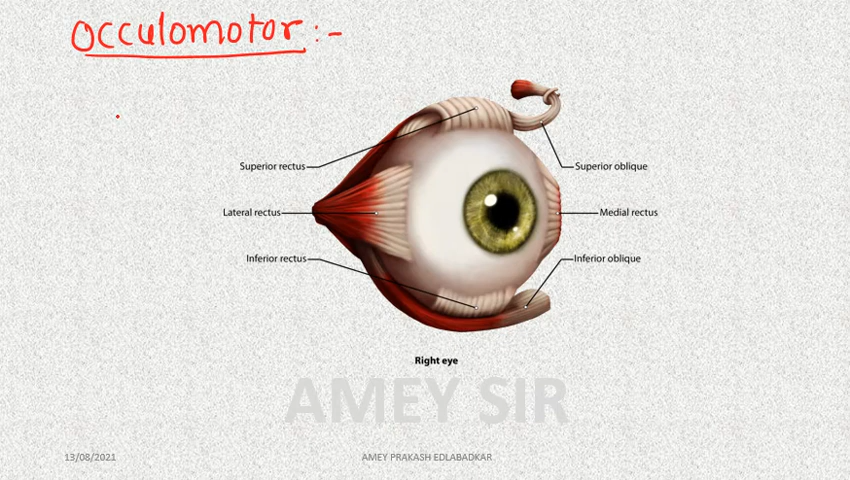 Occulomotor :-
Superior rectus
Superior oblique
Lateral rectus
Medial rectus
Inferior rectus
Inferior oblique
Right eye
AMEY SIR
13/08/2021
AMEY PRAKASH EDLABADKAR